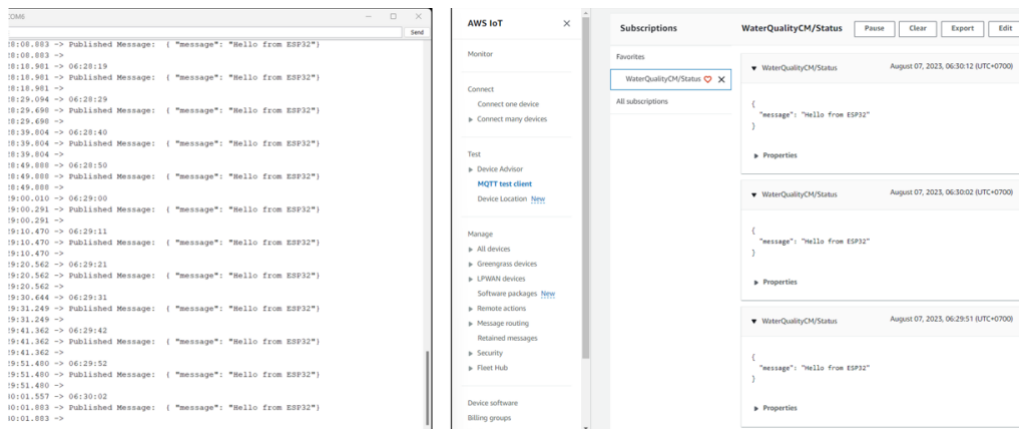 COM6
Send
8:08.883 -> Published Message:  { "message": "Hello from ESP32"}
8:08.883 ->
8:18.981 -> 06:28:19
8:18.981 -> Published Message:  { "message": "Hello from ESP32"}
8:18.981 ->
8:29.094 -> 06:28:29
8:29.698 -> Published Message:  { "message": "Hello from ESP32"}
8:29.698 ->
8:39.804 -> 06:28:40
8:39.804 -> Published Message:  { "message": "Hello from ESP32"}
8:39.804 ->
8:49.888 -> 06:28:50
8:49.888 -> Published Message:  { "message": "Hello from ESP32"}
8:49.888 ->
9:00.010 -> 06:29:00
9:00.291 -> Published Message:  { "message": "Hello from ESP32"}
9:00.291 ->
9:10.470 -> 06:29:11
9:10.470 -> Published Message:  { "message": "Hello from ESP32"}
9:10.470 ->
9:20.562 -> 06:29:21
9:20.562 -> Published Message:  { "message": "Hello from ESP32"}
9:20.562 ->
9:30.644 -> 06:29:31
9:31.249 -> Published Message:  { "message": "Hello from ESP32"}
9:31.249 ->
9:41.362 -> 06:29:42
9:41.362 -> Published Message:  { "message": "Hello from ESP32"}
9:41.362 ->
9:51.480 -> 06:29:52
9:51.480 -> Published Message:  { "message": "Hello from ESP32"}
9:51.480 ->
0:01.557 -> 06:30:02
0:01.883 -> Published Message:  { "message": "Hello from ESP32"}
0:01.883 ->
AWS IoT
Monitor
Connect
Connect one device
Connect many devices
Test
Device Advisor
MQTT test client
Device Location New
Manage
All devices
Greengrass devices
LPWAN devices
Software packages New
Remote actions
Message routing
Retained messages
Security
Fleet Hub
Device software
Billing groups
Subscriptions
Favorites
WaterQualityCM/Status
All subscriptions
WaterQualityCM/Status
Pause
Clear
Export
Edit
WaterQualityCM/Status
August 07, 2023, 06:30:12 (UTC+0700)
{
"message": "Hello from ESP32"
}
Properties
WaterQualityCM/Status
August 07, 2023, 06:30:02 (UTC+0700)
{
"message": "Hello from ESP32"
}
Properties
WaterQualityCM/Status
August 07, 2023, 06:29:51 (UTC+0700)
{
"message": "Hello from ESP32"
}
Properties